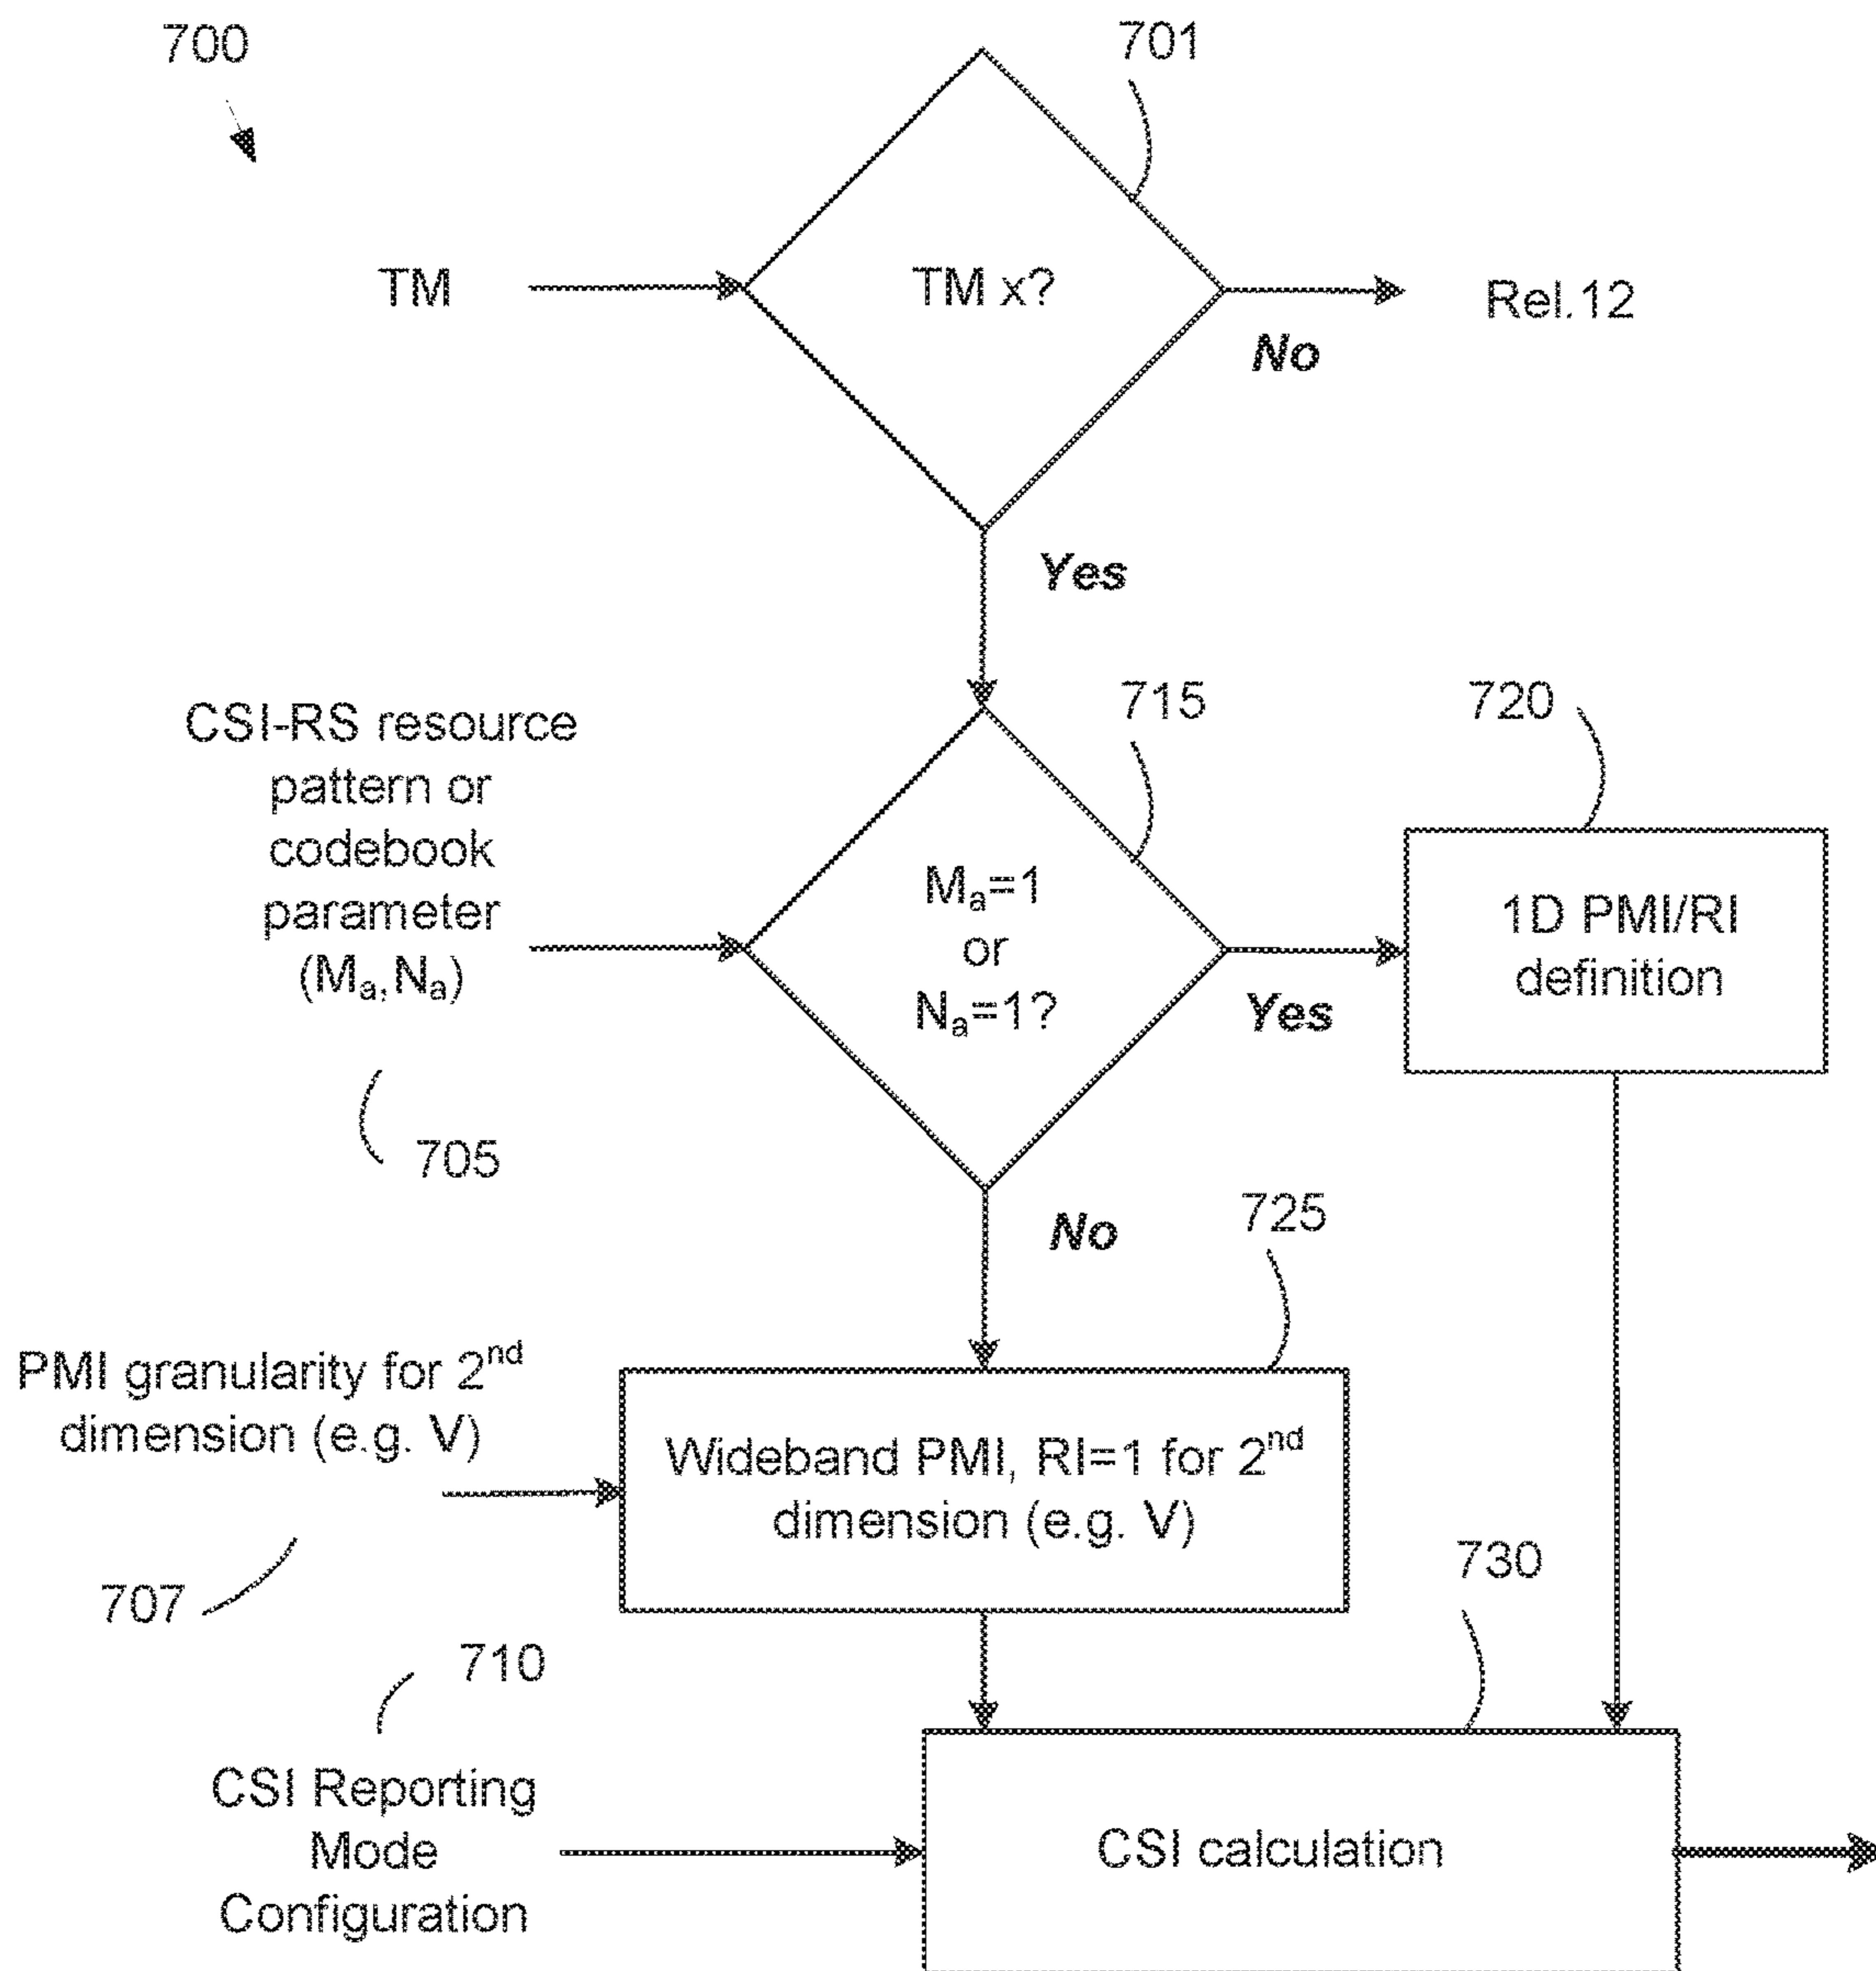 700
701
TM
TM x?
Rel.12
No
Yes
CSI-RS resource
pattern or
codebook
parameter
(Ma,Na)
705
715
720
Ma=1
or
Na=1?
Yes
1D PMI/RI
definition
No
725
PMI granularity for 2nd
dimension (e.g. V)
707
Wideband PMI, RI=1 for 2nd
dimension (e.g. V)
730
710
CSI Reporting
Mode
Configuration
CSI calculation